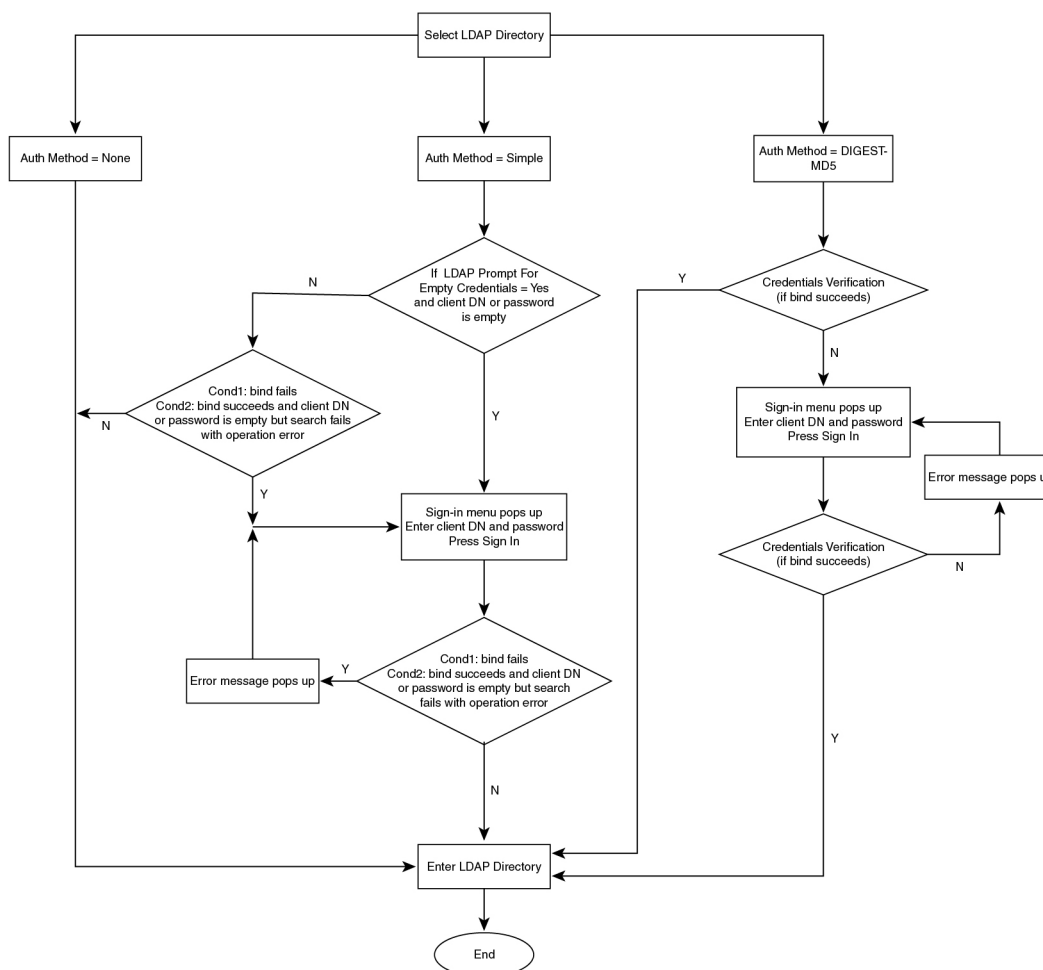 Select LDAP Directory
Auth Method = None
Auth Method = Simple
Auth Method = DIGEST-
MD5
If LDAP Prompt For
Empty Credentials = Yes
and client DN or password
is empty
N
Y
Credentials Verification
(if bind succeeds)
Y
N
Cond1: bind fails
Cond2: bind succeeds and client DN
or password is empty but search fails
with operation error
N
Y
Sign-in menu pops up
Enter client DN and password
Press Sign In
Error message pops u
Sign-in menu pops up
Enter client DN and password
Press Sign In
Credentials Verification
(if bind succeeds)
N
Y
Cond1: bind fails
Cond2: bind succeeds and client DN
or password is empty but search
fails with operation error
Y
N
Error message pops up
Enter LDAP Directory
End